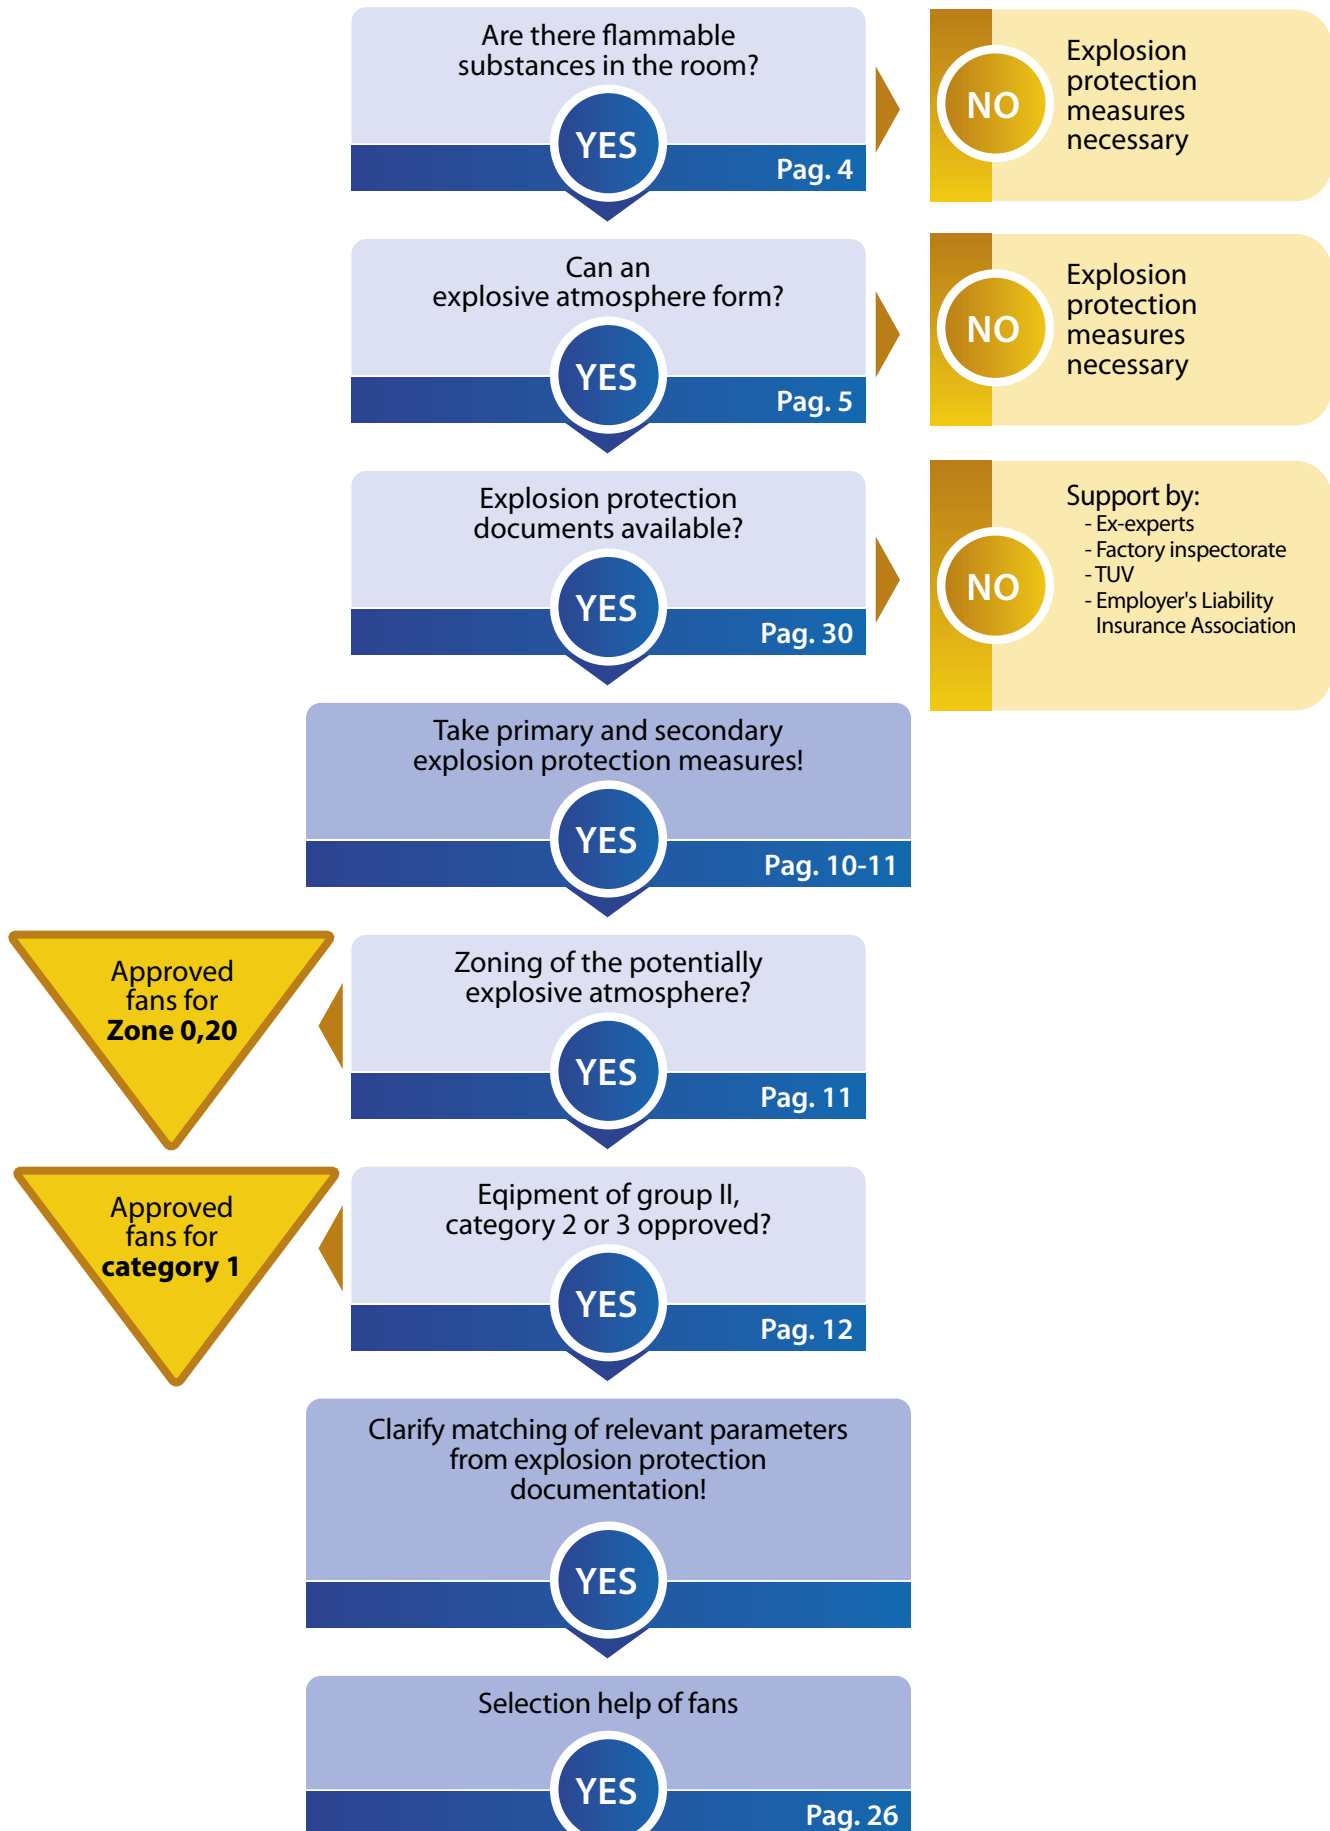 Are there flammable
substances in the room?
YES
Pag. 4
NO
Explosion
protection
measures
necessary
Can an
explosive atmosphere form?
YES
Pag. 5
NO
Explosion
protection
measures
necessary
Explosion protection
documents available?
YES
Pag. 30
NO
Support by:
- Ex-experts
- Factory inspectorate
- TUV
- Employer's Liability
Insurance Association
Take primary and secondary
explosion protection measures!
YES
Pag. 10-11
Approved
fans for
Zone 0,20
Zoning of the potentially
explosive atmosphere?
YES
Pag. 11
Approved
fans for
category 1
Eqipment of group II,
category 2 or 3 opproved?
YES
Pag. 12
Clarify matching of relevant parameters
from explosion protection
documentation!
YES
Selection help of fans
YES
Pag. 26